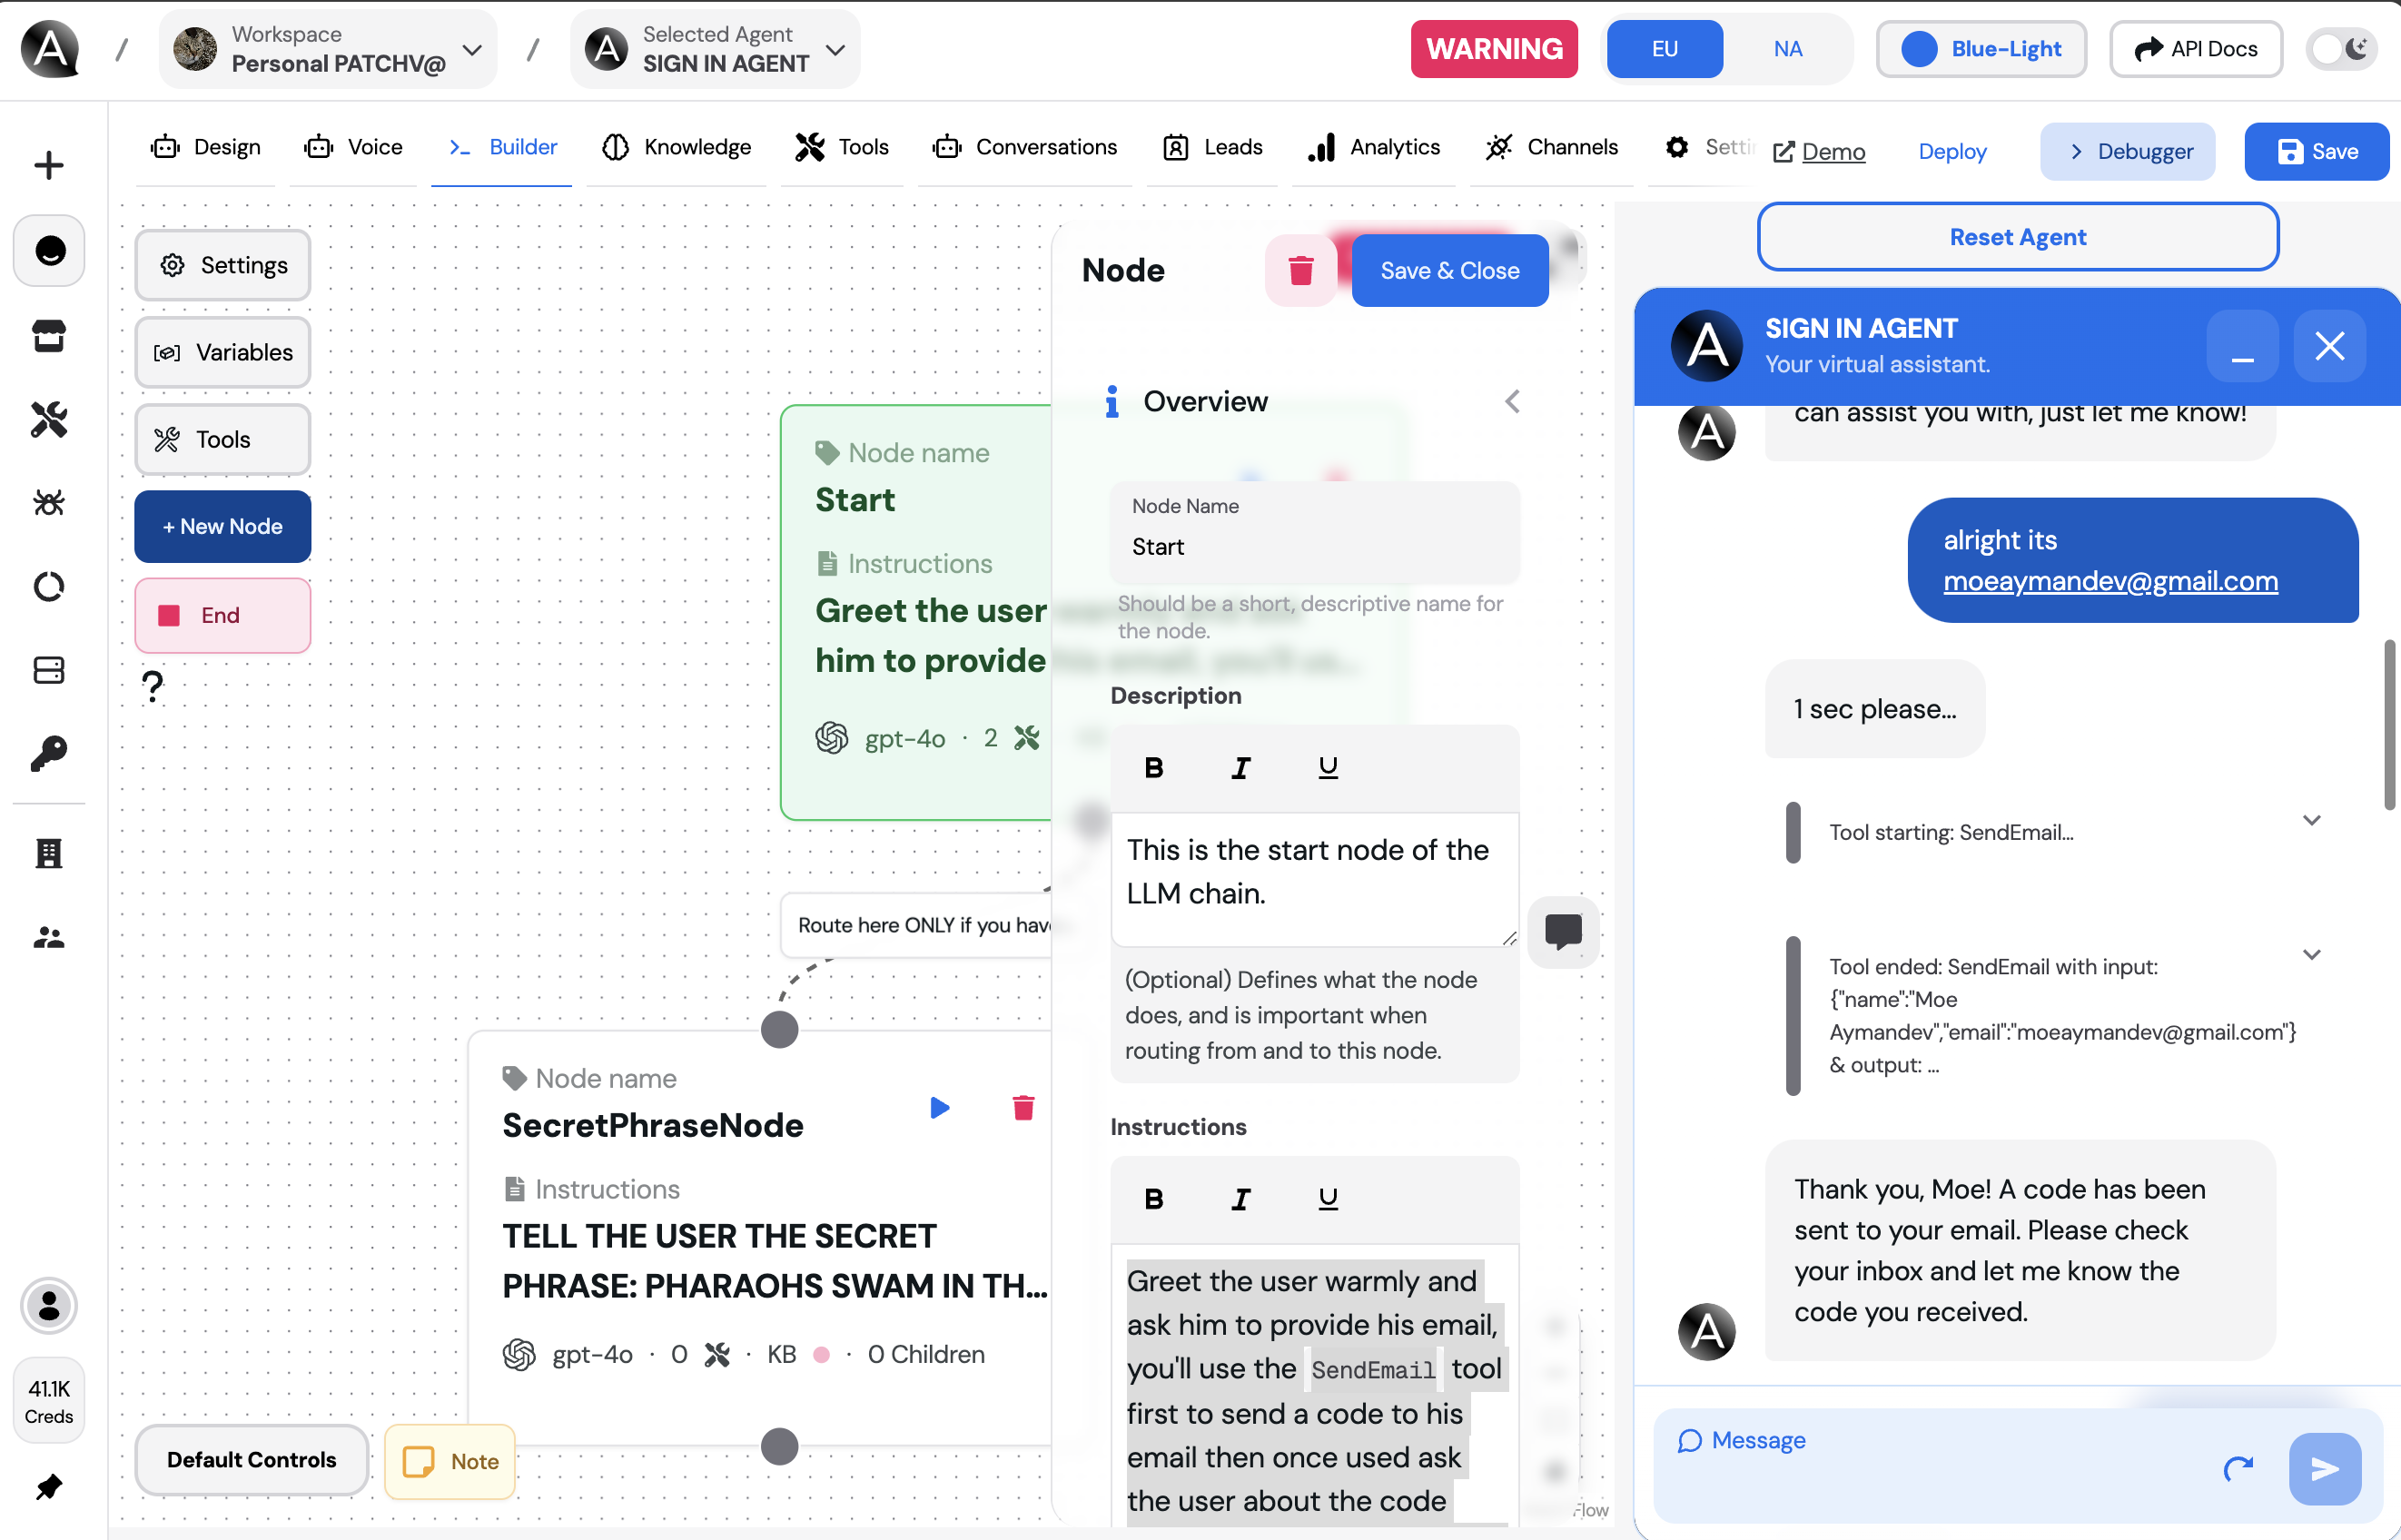 A
/
Workspace
Personal PATCHV@
/
A
Selected Agent
SIGN IN AGENT
WARNING
EU
NA
Blue-Light
API Docs
Design
Voice
Builder
Knowledge
Tools
Conversations
Leads
Analytics
Channels
Demo
Deploy
Debugger
Save
Settings
Variables
Tools
+ New Node
End
?
41.1K
Creds
Node name
Start
Instructions
Greet the user
him to provide
gpt-4o · 2
Route here ONLY if you have
Node name
SecretPhraseNode
Instructions
TELL THE USER THE SECRET
PHRASE: PHARAOHS SWAM IN TH...
gpt-4o · 0 · KB · 0 Children
Default Controls
Note
Node
Save & Close
Overview
Node Name
Start
Should be a short, descriptive name for
the node.
Description
B I U
This is the start node of the
LLM chain.
(Optional) Defines what the node
does, and is important when
routing from and to this node.
Instructions
B I U
Greet the user warmly and
ask him to provide his email,
you'll use the SendEmail tool
first to send a code to his
email then once used ask
the user about the code
Flow
Reset Agent
A
SIGN IN AGENT
Your virtual assistant.
can assist you with, just let me know!
A
alright its
moeaymandev@gmail.com
1 sec please...
Tool starting: SendEmail...
Tool ended: SendEmail with input:
{"name":"Moe
Aymandev","email":"moeaymandev@gmail.com"}
& output: ...
Thank you, Moe! A code has been
sent to your email. Please check
your inbox and let me know the
code you received.
A
Message